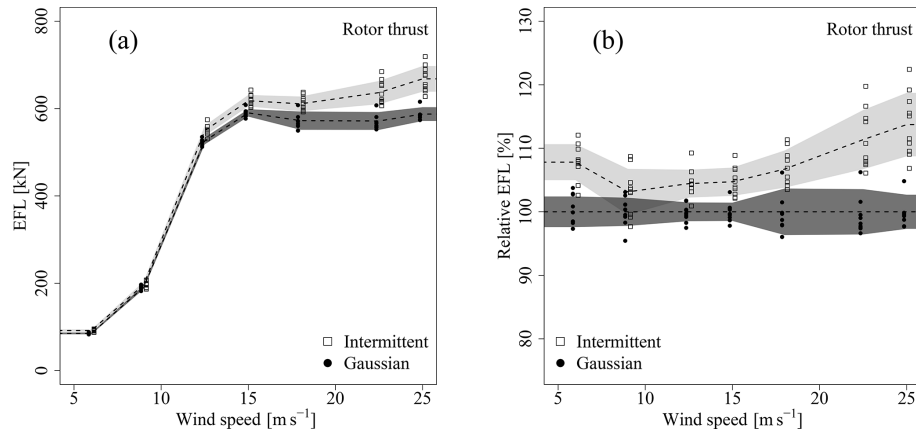 (a)
Rotor thrust
EFL [kN]
800
600
400
200
0
Intermittent
Gaussian
5 10 15 20 25
Wind speed [m s⁻¹]
(b)
Rotor thrust
Relative EFL [%]
130
120
110
100
90
80
Intermittent
Gaussian
5 10 15 20 25
Wind speed [m s⁻¹]